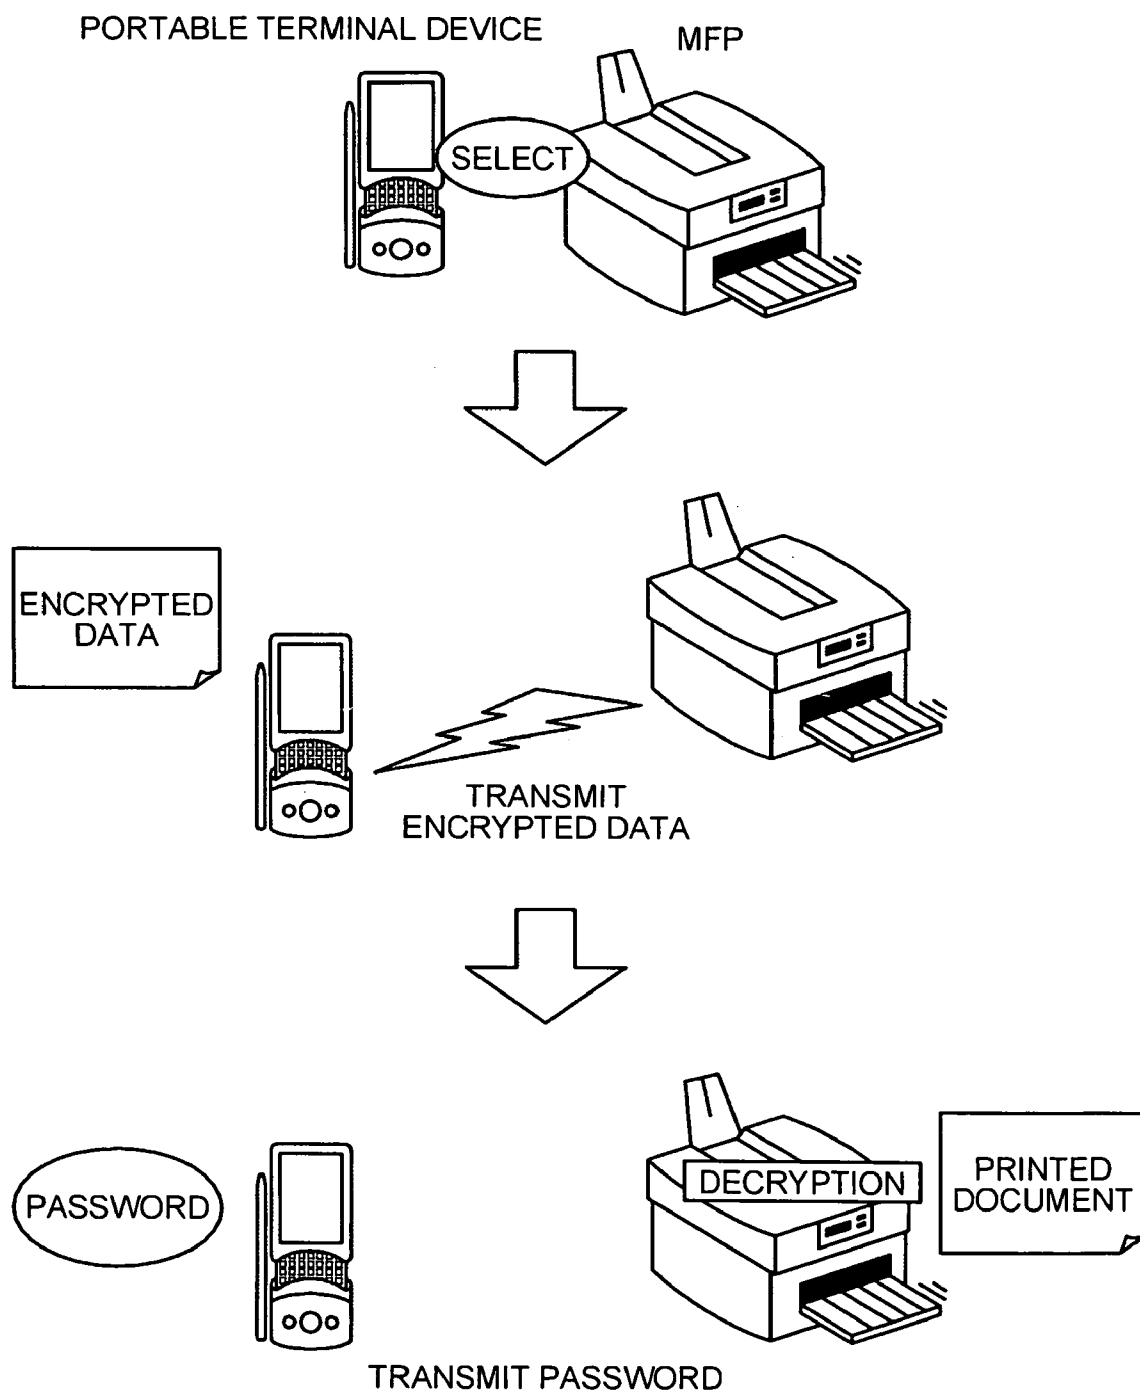 PORTABLE TERMINAL DEVICE
MFP
SELECT
ENCRYPTED
DATA
TRANSMIT
ENCRYPTED DATA
PASSWORD
DECRYPTION
PRINTED
DOCUMENT
TRANSMIT PASSWORD